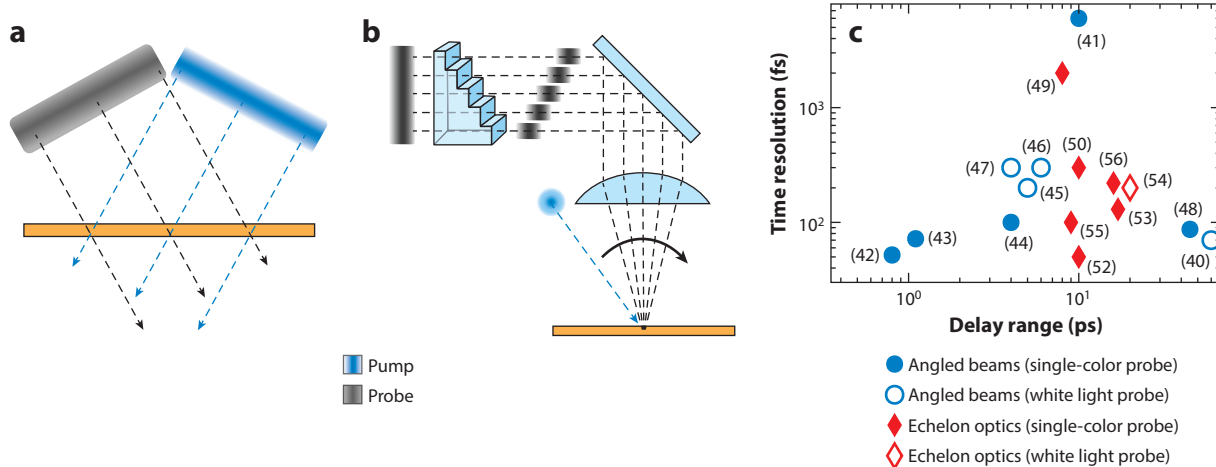 a
b
c
Pump
Probe
Time resolution (fs)
10³
10²
10⁰
10¹
Delay range (ps)
(41)
(49)
(50)
(46)
(47)
(45)
(56)
(54)
(53)
(48)
(55)
(44)
(43)
(42)
(52)
(40)
Angled beams (single-color probe)
Angled beams (white light probe)
Echelon optics (single-color probe)
Echelon optics (white light probe)